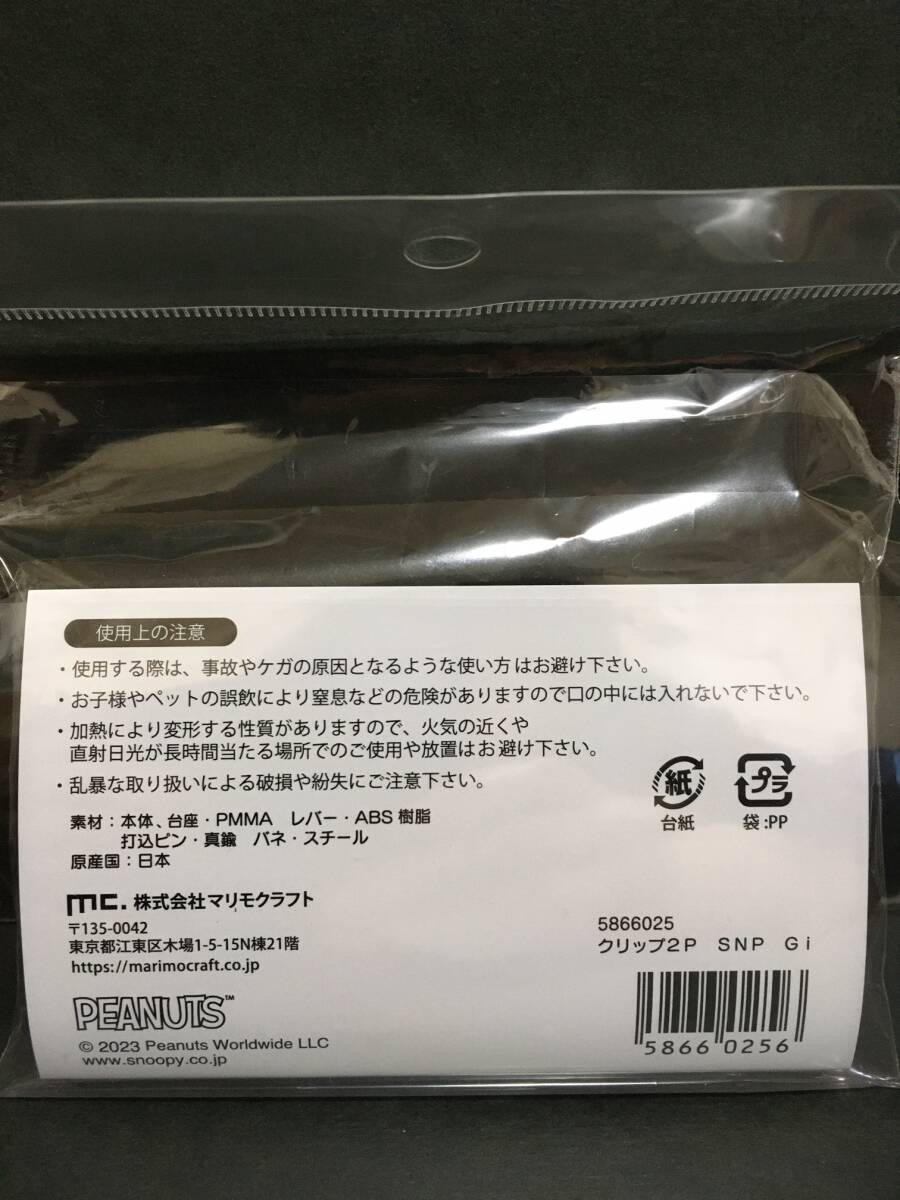 使用上の注意
・使用する際は、事故やケガの原因となるような使い方はお避け下さい。
・お子様やペットの誤飲により窒息などの危険がありますので口の中には入れないで下さい。
・加熱により変形する性質がありますので、火気の近くや
直射日光が長時間当たる場所でのご使用や放置はお避け下さい。
・乱暴な取り扱いによる破損や紛失にご注意下さい。
素材：本体、台座・PMMA レバー・ABS樹脂
打込ピン・真鍮 バネ・スチール
原産国：日本
紙
台紙
プラ
袋:PP
mc. 株式会社マリモクラフト
〒135-0042
東京都江東区木場1-5-15N棟21階
https://marimocraft.co.jp
PEANUTS™
© 2023 Peanuts Worldwide LLC
www.snoopy.co.jp
5866025
クリップ2P SNP Gi
5866 0256